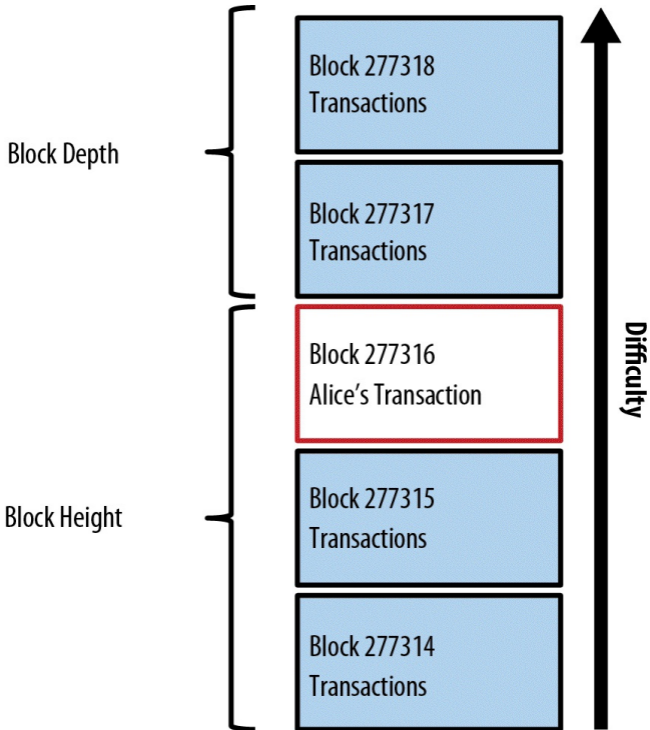 Block 277318
Transactions
Block Depth
Block 277317
Transactions
Block 277316
Alice’s Transaction
Difficulty
Block Height
Block 277315
Transactions
Block 277314
Transactions